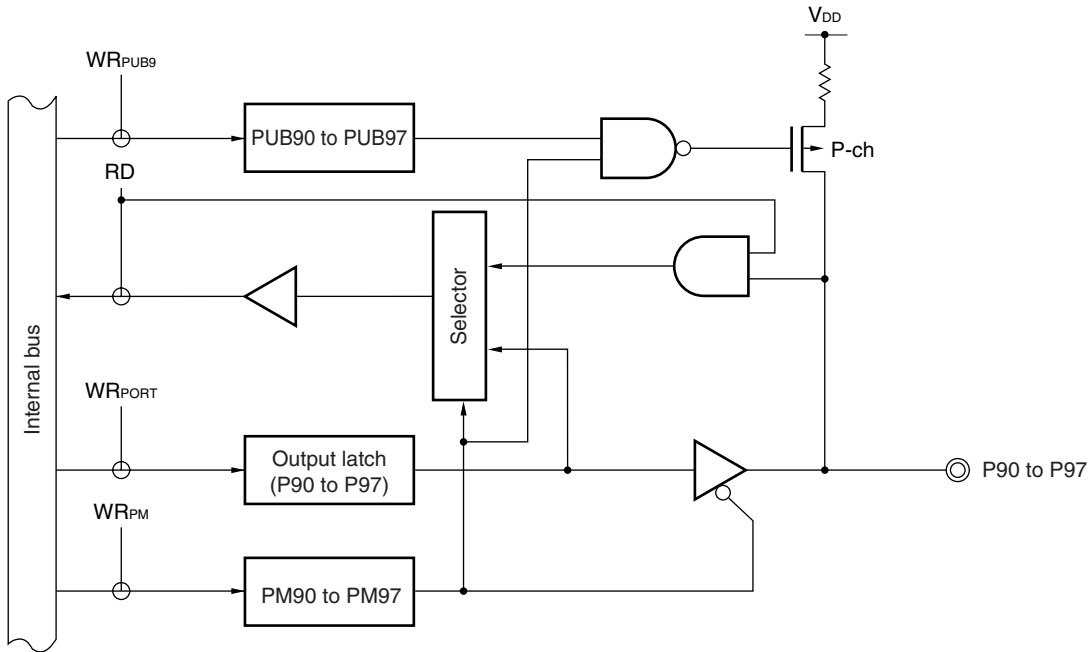 VDD
WRPUB9
PUB90 to PUB97
P-ch
RD
Selector
Internal bus
WRPORT
Output latch
(P90 to P97)
P90 to P97
WRPM
PM90 to PM97